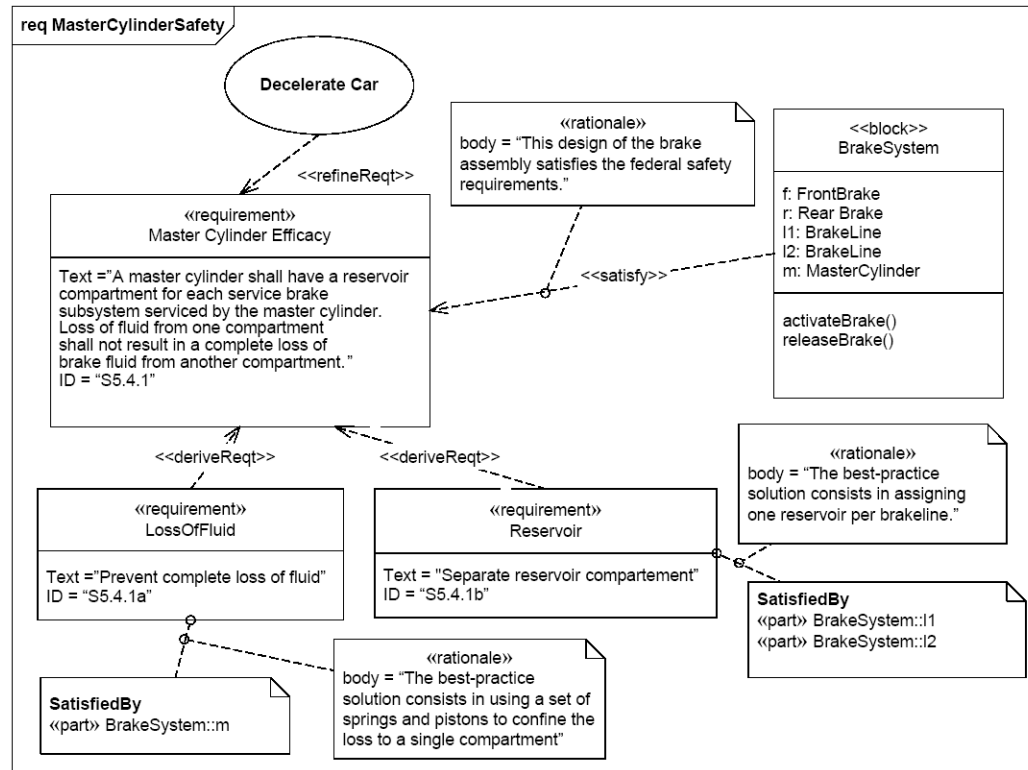 req MasterCylinderSafety
Decelerate Car
<<refineReqt>>
«rationale»
body = “This design of the brake
assembly satisfies the federal safety
requirements.”
<<block>>
BrakeSystem
f: FrontBrake
r: Rear Brake
l1: BrakeLine
l2: BrakeLine
m: MasterCylinder
activateBrake()
releaseBrake()
«requirement»
Master Cylinder Efficacy
Text =”A master cylinder shall have a reservoir
compartment for each service brake
subsystem serviced by the master cylinder.
Loss of fluid from one compartment
shall not result in a complete loss of
brake fluid from another compartment.”
ID = “S5.4.1”
<<satisfy>>
<<deriveReqt>>
<<deriveReqt>>
«requirement»
LossOfFluid
Text =”Prevent complete loss of fluid”
ID = “S5.4.1a”
«requirement»
Reservoir
Text = "Separate reservoir compartement”
ID = “S5.4.1b”
«rationale»
body = “The best-practice
solution consists in assigning
one reservoir per brakeline.”
SatisfiedBy
«part» BrakeSystem::l1
«part» BrakeSystem::l2
SatisfiedBy
«part» BrakeSystem::m
«rationale»
body = “The best-practice
solution consists in using a set of
springs and pistons to confine the
loss to a single compartment”